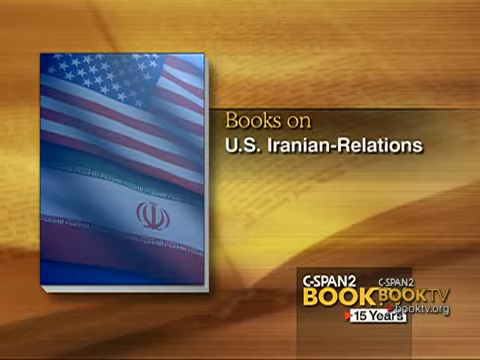 Books on
U.S. Iranian-Relations
C-SPAN2
BOOK
15 Years
C-SPAN2
BOOKTV
booktv.org